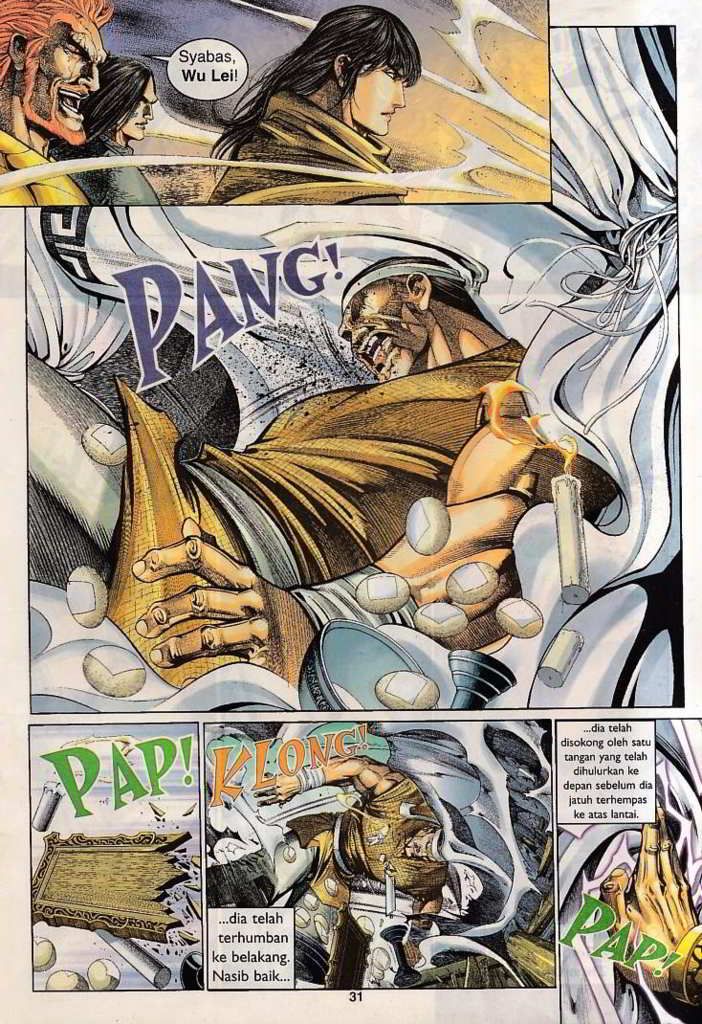 Syabas,
Wu Lei!
PANG!
PAP!
KLONG!
...dia telah
terhumban
ke belakang.
Nasib baik...
...dia telah
disokong oleh satu
tangan yang telah
dihulurkan ke
depan sebelum dia
jatuh terhempas
ke atas lantai.
PAP!
31